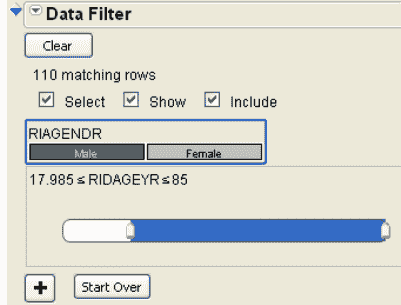 Data Filter
Clear
110 matching rows
Select Show Include
RIAGENDR
Male Female
17.985 ≤ RIDAGEYR ≤ 85
+ Start Over